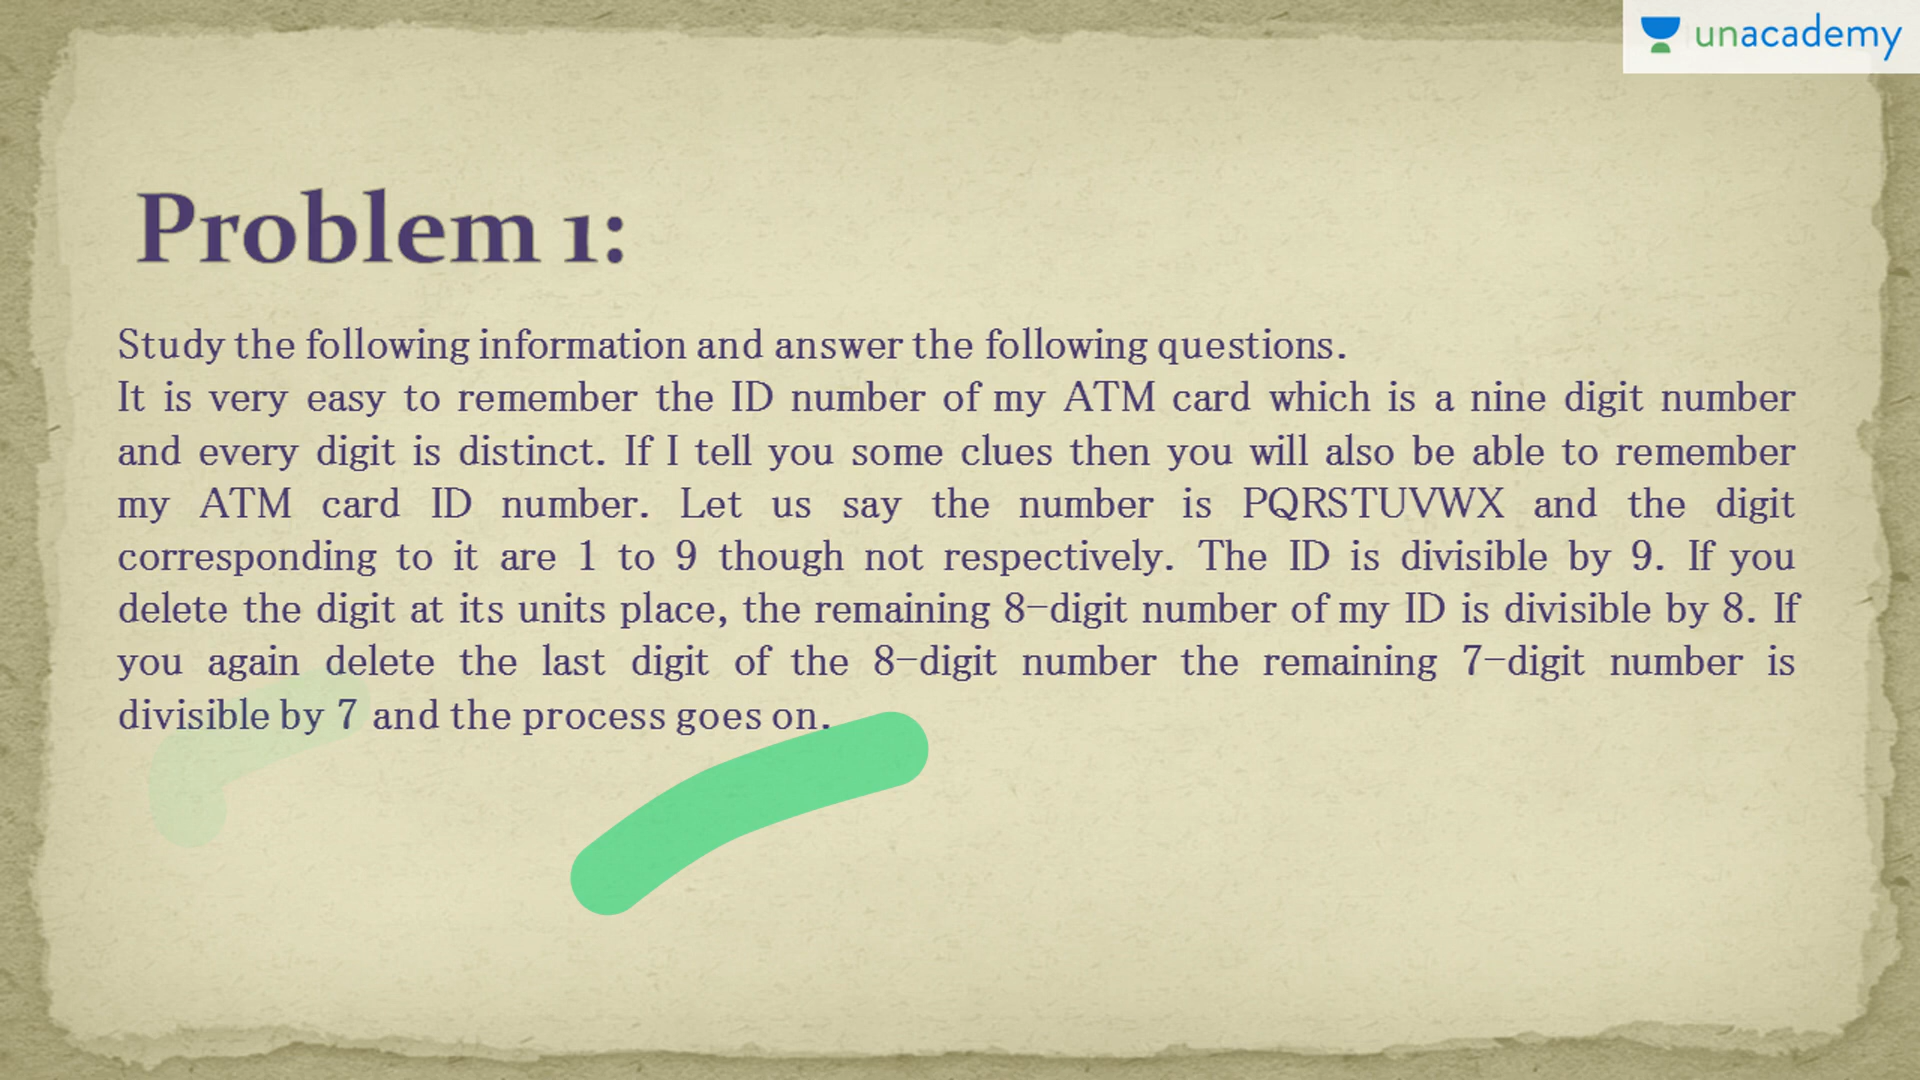 unacademy
Problem 1:
Study the following information and answer the following questions.
It is very easy to remember the ID number of my ATM card which is a nine digit number
and every digit is distinct. If I tell you some clues then you will also be able to remember
my ATM card ID number. Let us say the number is PQRSTUVWX and the digit
corresponding to it are 1 to 9 though not respectively. The ID is divisible by 9. If you
delete the digit at its units place, the remaining 8-digit number of my ID is divisible by 8. If
you again delete the last digit of the 8-digit number the remaining 7-digit number is
divisible by 7 and the process goes on.